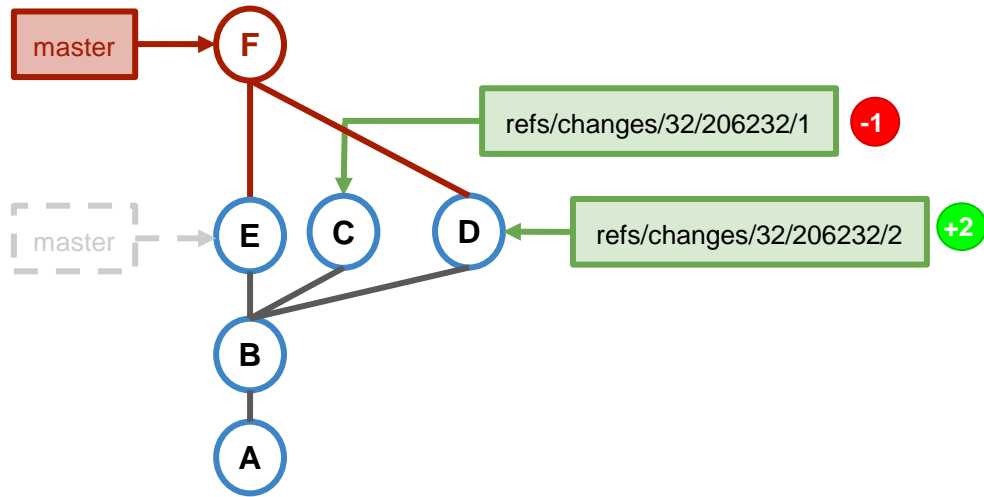 master
F
refs/changes/32/206232/1
-1
master
E
C
D
refs/changes/32/206232/2
+2
B
A